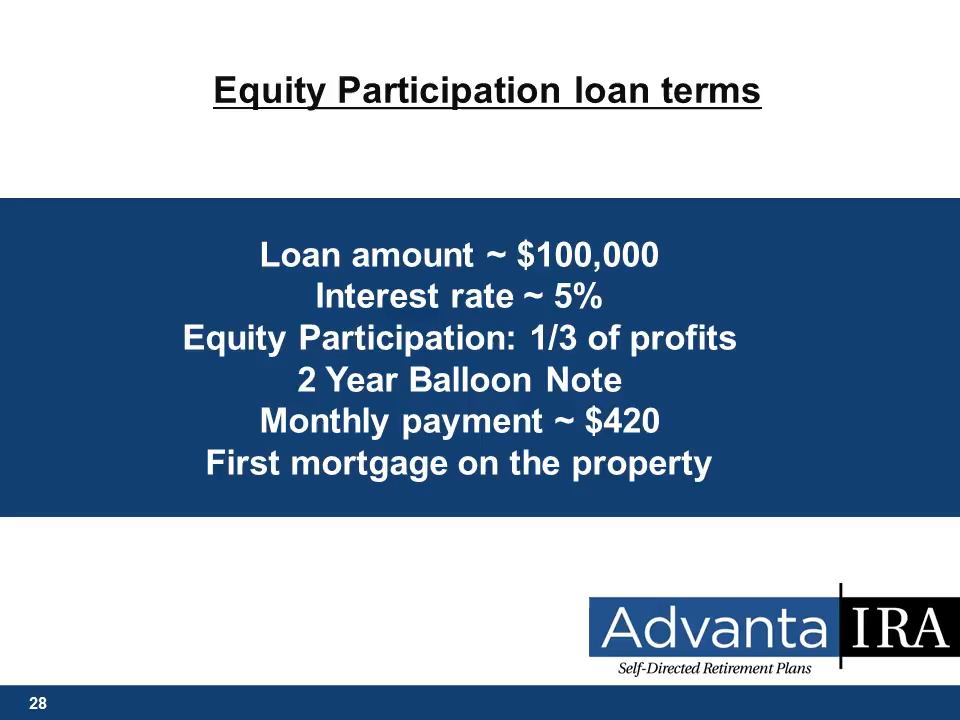 Equity Participation loan terms
Loan amount ~ $100,000
Interest rate ~ 5%
Equity Participation: 1/3 of profits
2 Year Balloon Note
Monthly payment ~ $420
First mortgage on the property
Advanta IRA
Self-Directed Retirement Plans
28